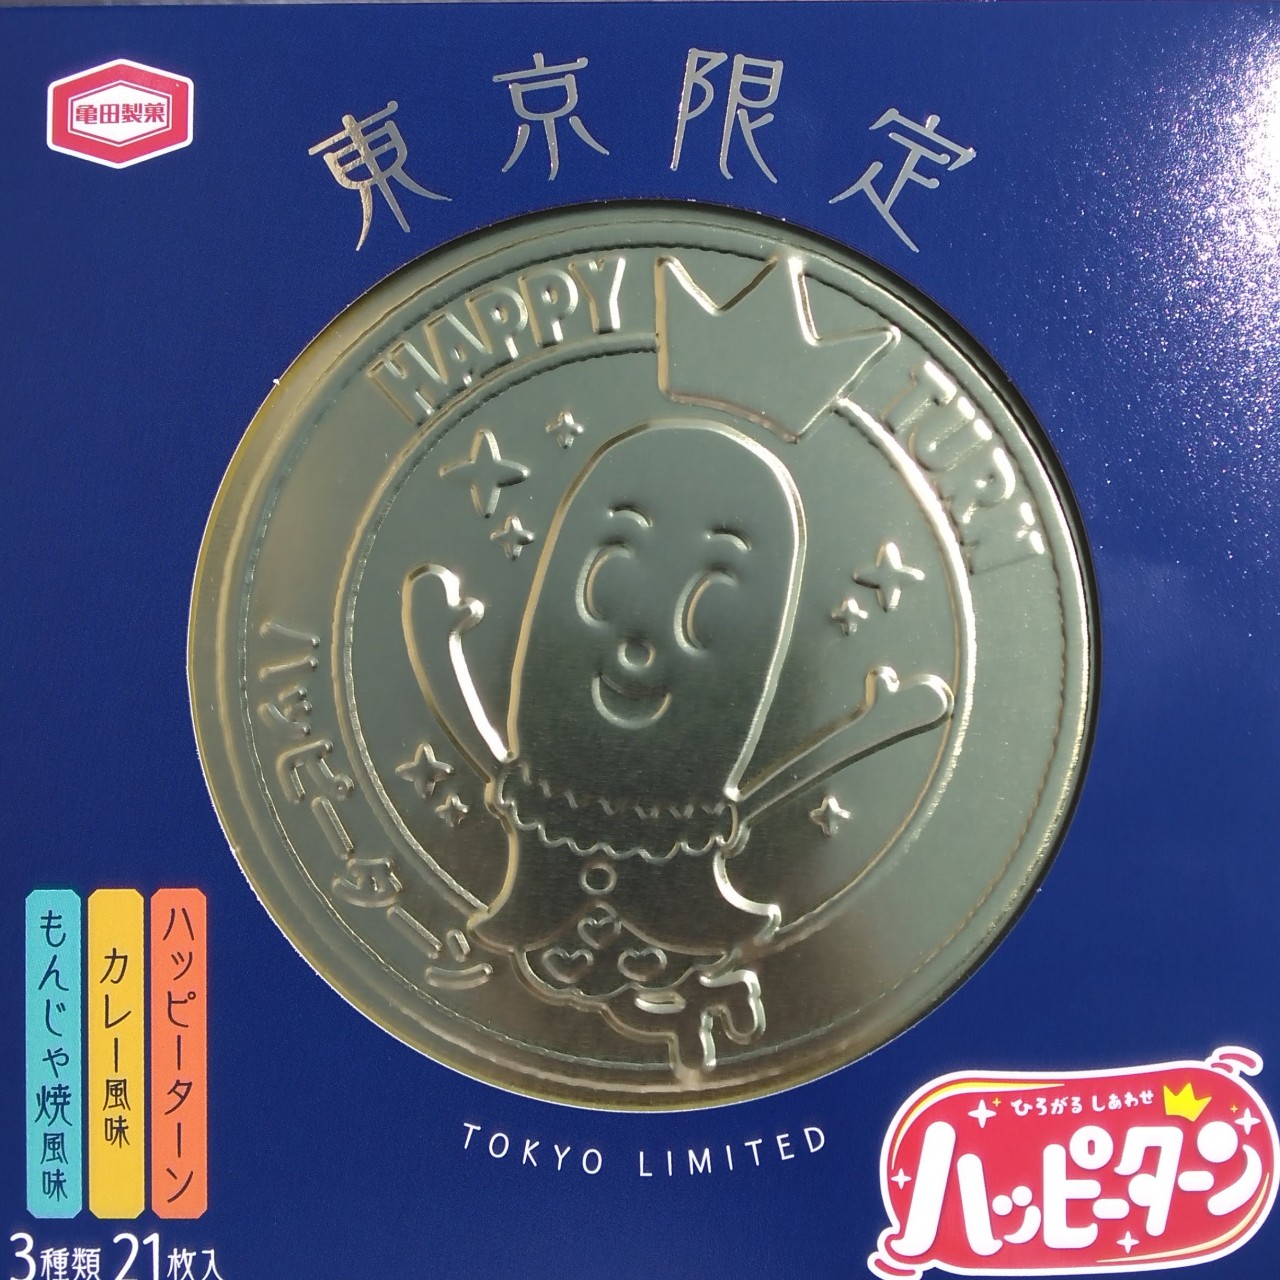 亀田製菓
東京限定
HAPPY TURN
ハッピーターン
TOKYO LIMITED
ハッピーターン
カレー風味
もんじゃ焼風味
3種類 21枚入
ひろがる しあわせ
ハッピーターン